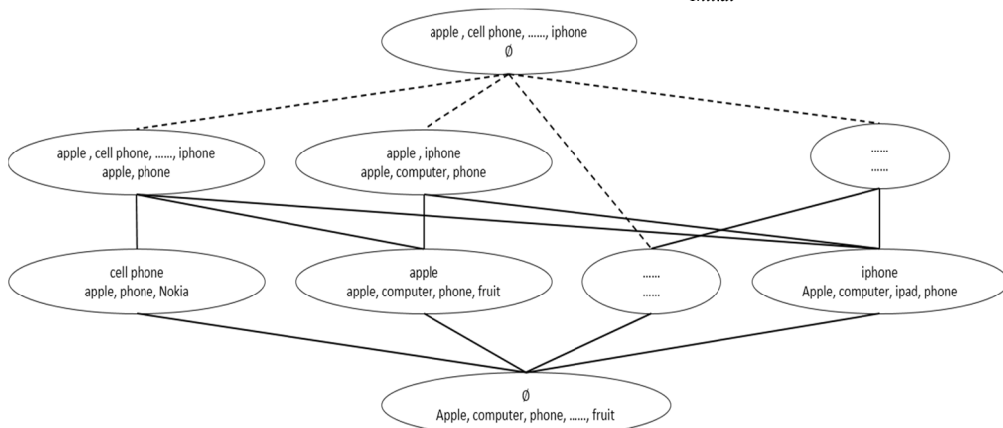 apple , cell phone, ......, iphone
Ø
apple , cell phone, ......, iphone
apple, phone
apple , iphone
apple, computer, phone
......
......
cell phone
apple, phone, Nokia
apple
apple, computer, phone, fruit
......
......
iphone
Apple, computer, ipad, phone
Ø
Apple, computer, phone, ......, fruit